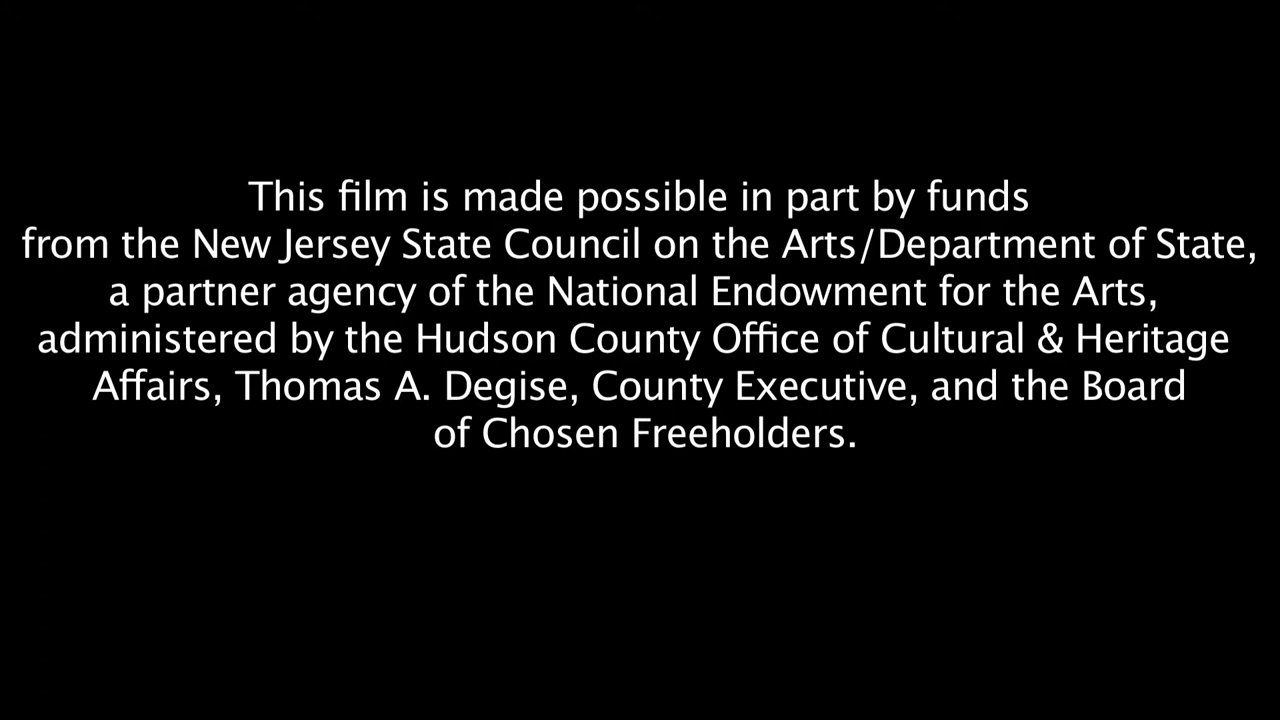 This film is made possible in part by funds
from the New Jersey State Council on the Arts/Department of State,
a partner agency of the National Endowment for the Arts,
administered by the Hudson County Office of Cultural & Heritage
Affairs, Thomas A. Degise, County Executive, and the Board
of Chosen Freeholders.